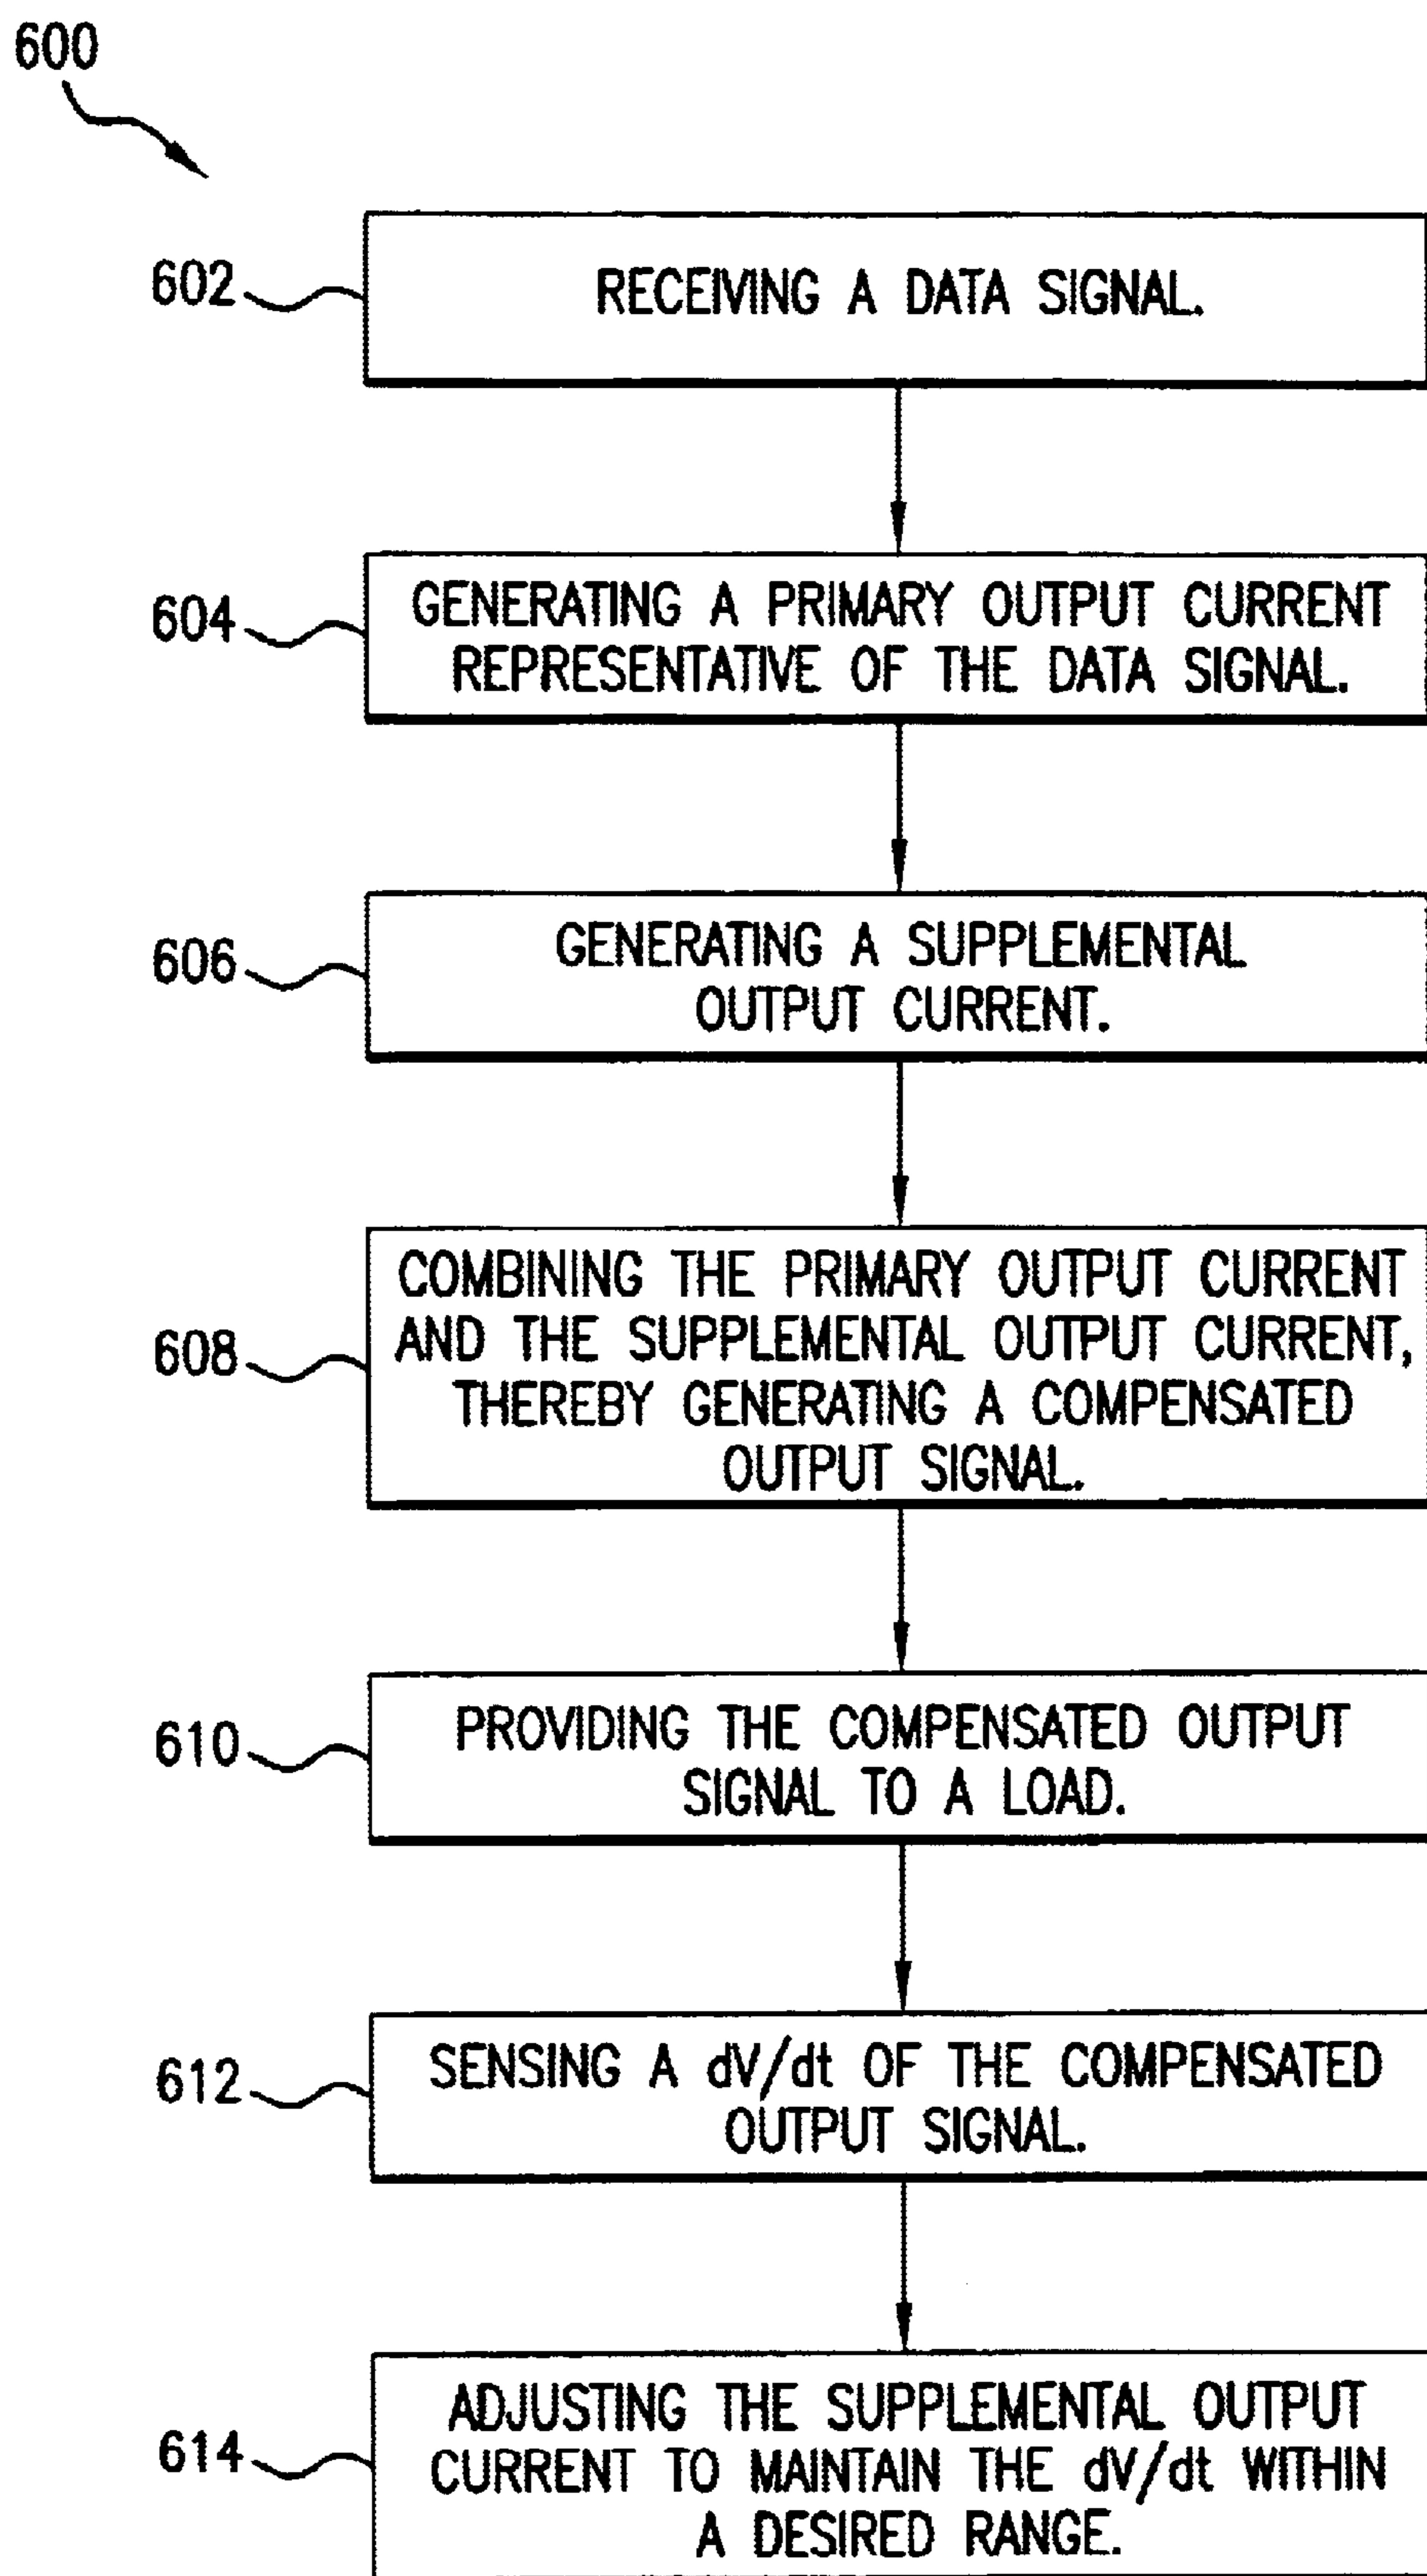 600
602
RECEIVING A DATA SIGNAL.
604
GENERATING A PRIMARY OUTPUT CURRENT
REPRESENTATIVE OF THE DATA SIGNAL.
606
GENERATING A SUPPLEMENTAL
OUTPUT CURRENT.
608
COMBINING THE PRIMARY OUTPUT CURRENT
AND THE SUPPLEMENTAL OUTPUT CURRENT,
THEREBY GENERATING A COMPENSATED
OUTPUT SIGNAL.
610
PROVIDING THE COMPENSATED OUTPUT
SIGNAL TO A LOAD.
612
SENSING A dV/dt OF THE COMPENSATED
OUTPUT SIGNAL.
614
ADJUSTING THE SUPPLEMENTAL OUTPUT
CURRENT TO MAINTAIN THE dV/dt WITHIN
A DESIRED RANGE.